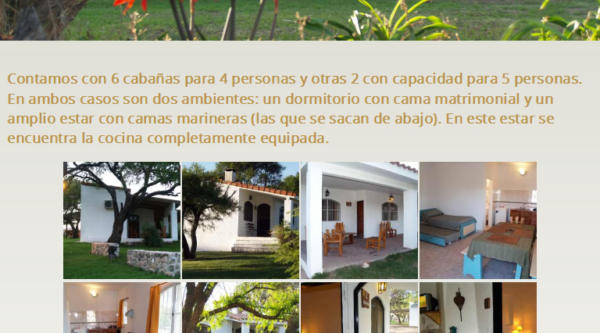 Contamos con 6 cabañas para 4 personas y otras 2 con capacidad para 5 personas.
En ambos casos son dos ambientes: un dormitorio con cama matrimonial y un
amplio estar con camas marineras (las que se sacan de abajo). En este estar se
encuentra la cocina completamente equipada.